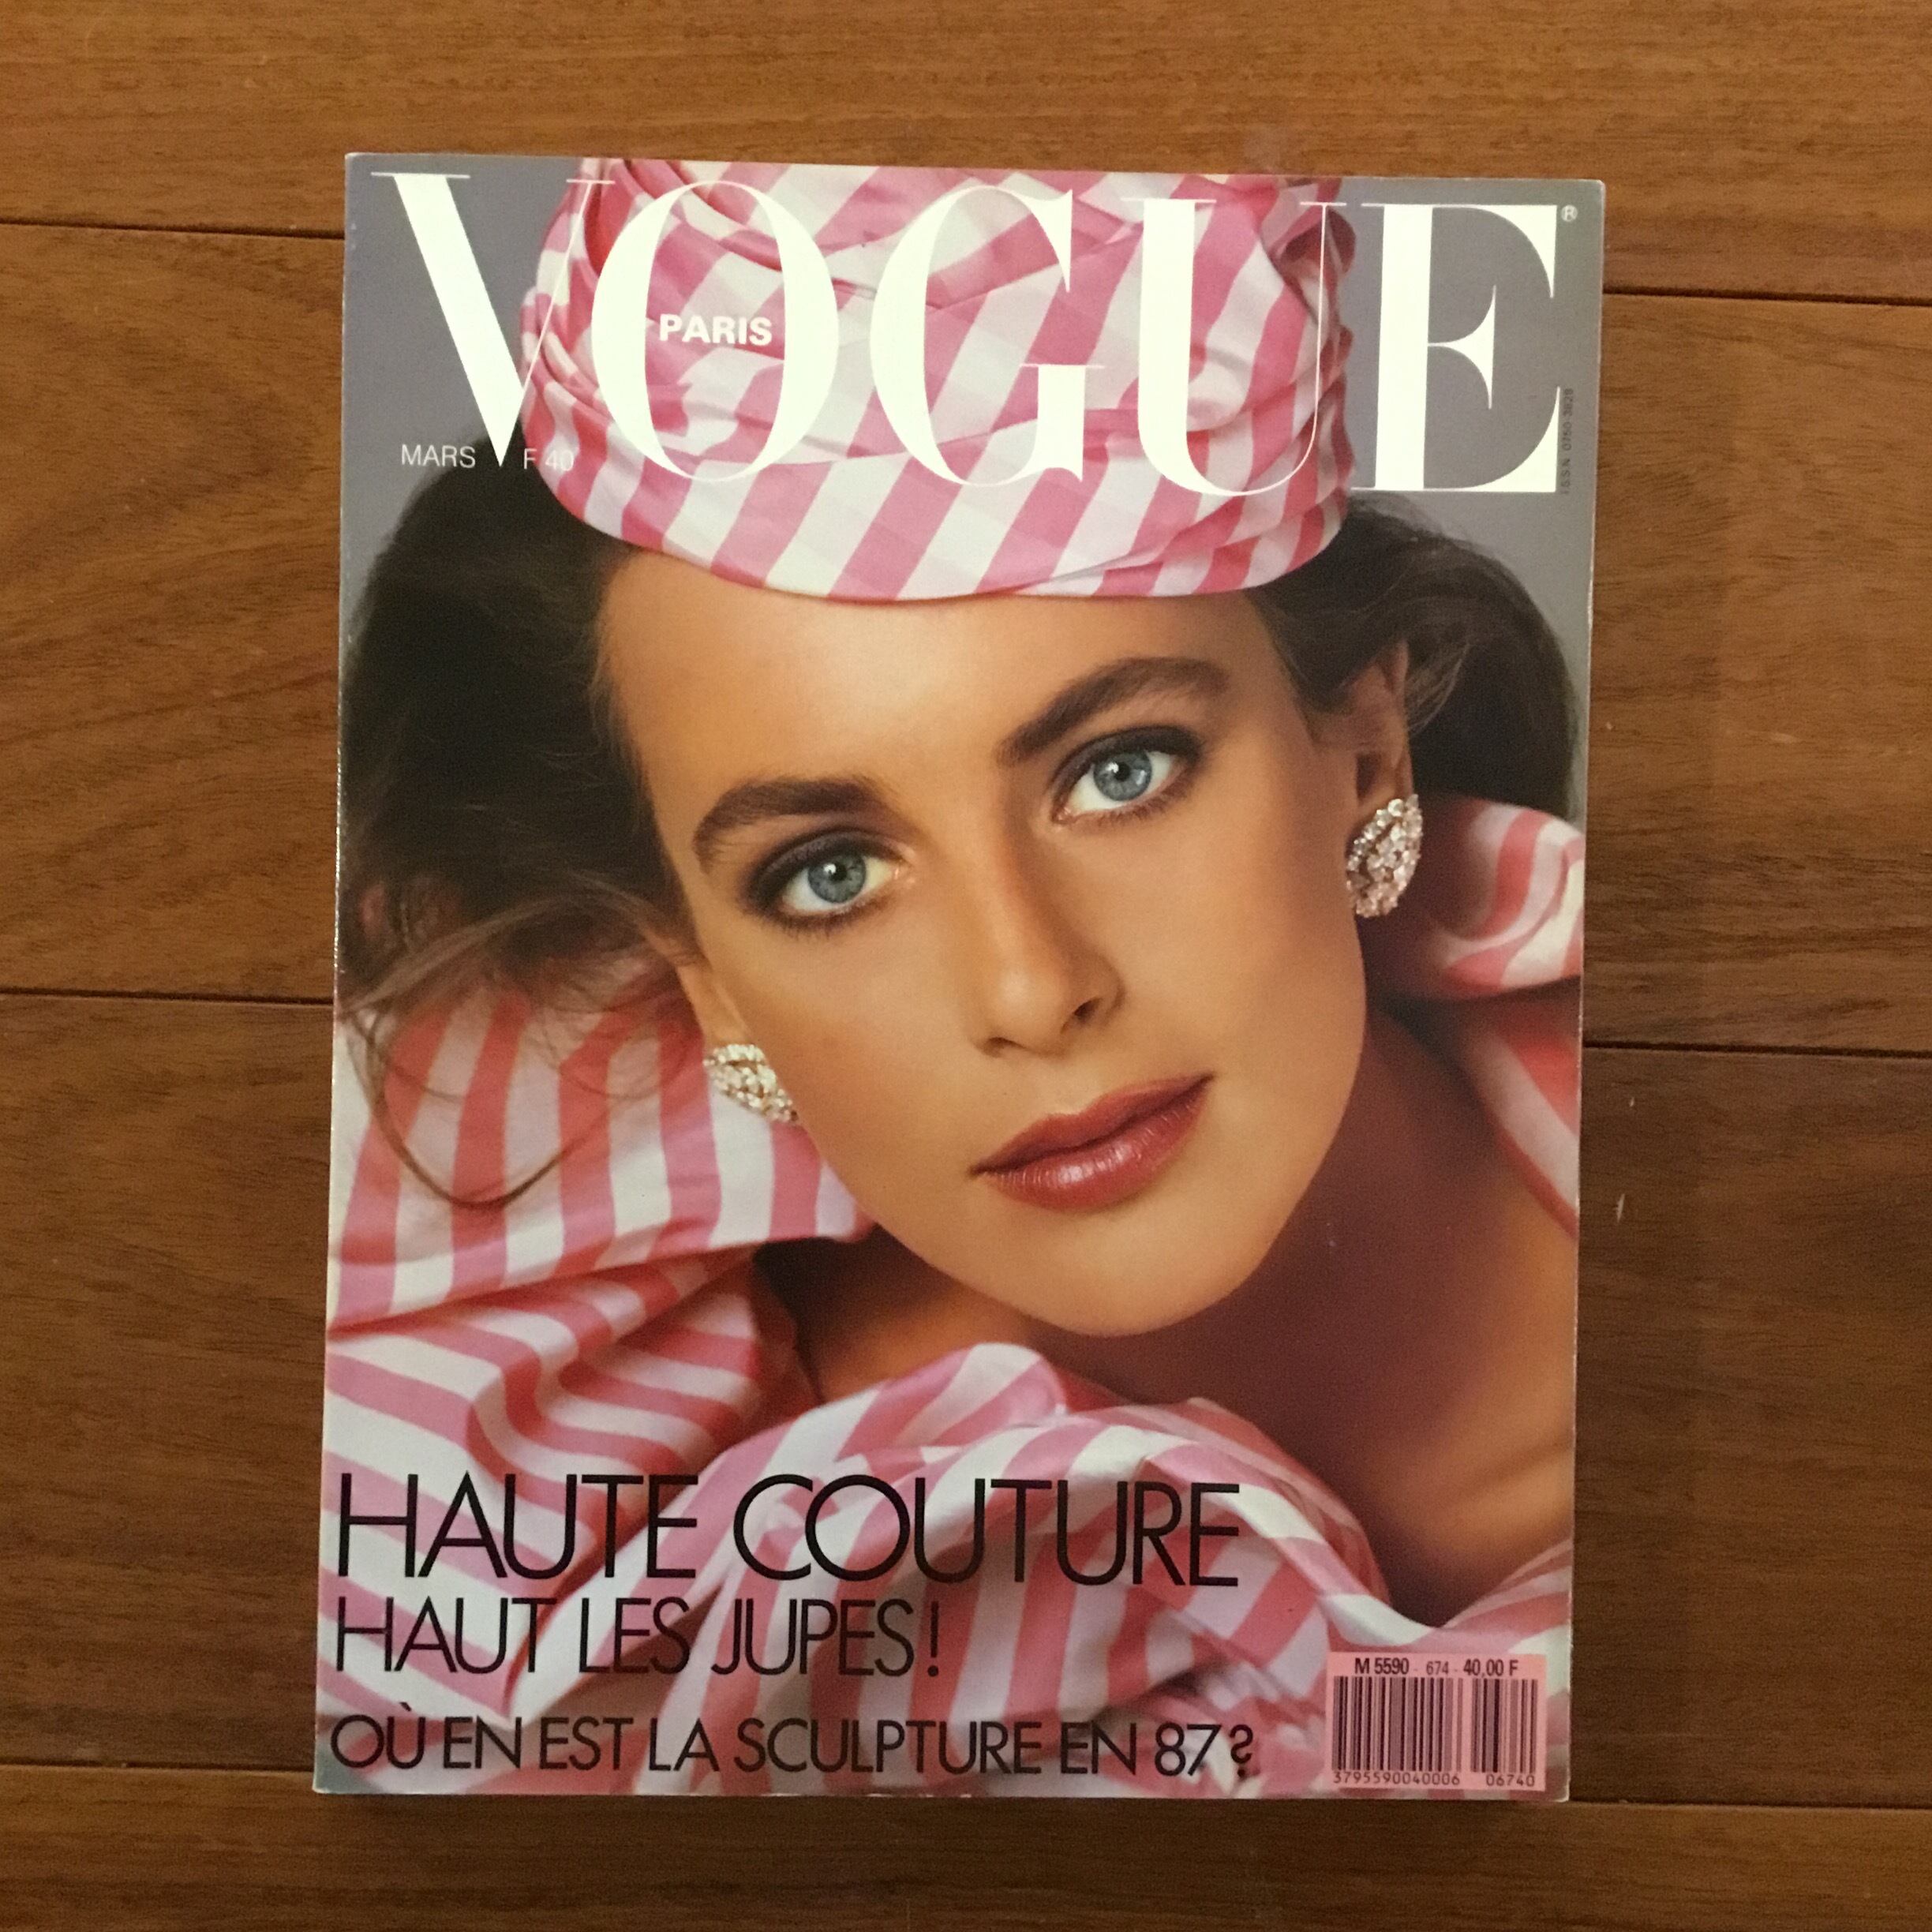 VOGUE®
PARIS
MARS F 40
ISSN 0750-3628
HAUTE COUTURE
HAUT LES JUPES!
OÙ EN EST LA SCULPTURE EN 87?
M 5590 - 674 - 40,00 F
3795590040006 06740